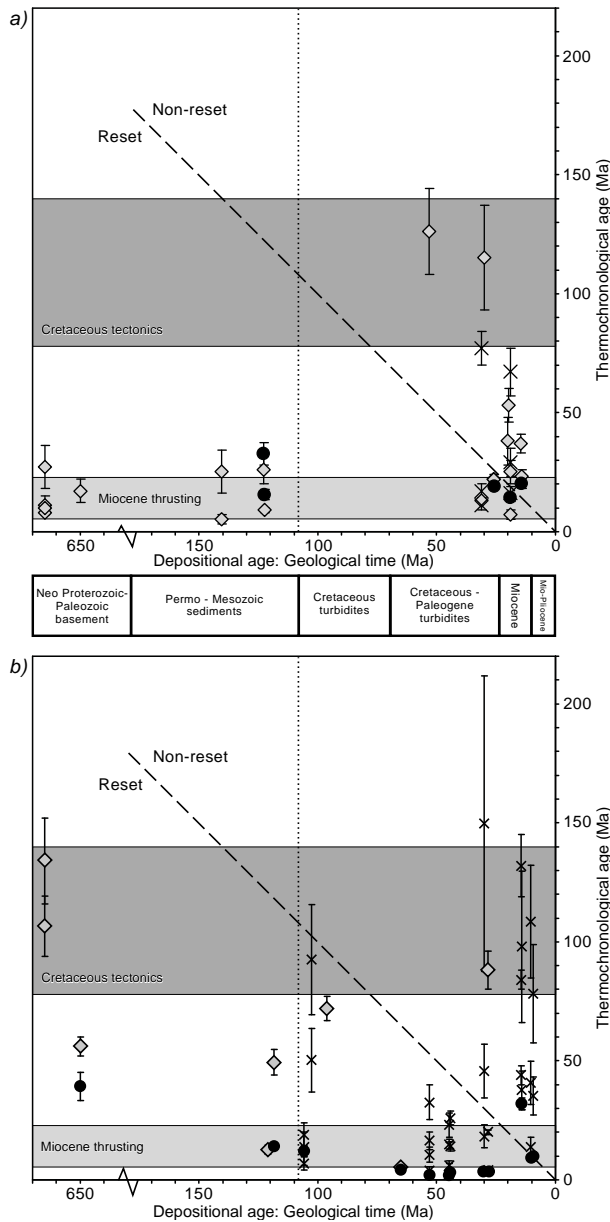 a)
220
200
Non-reset
Reset
150
Thermochronological age (Ma)
100
Cretaceous tectonics
50
Miocene thrusting
0
650 150 100 50 0
Depositional age: Geological time (Ma)
Neo Proterozoic-
Paleozoic
basement
Permo - Mesozoic
sediments
Cretaceous
turbidites
Cretaceous -
Paleogene
turbidites
Miocene
Mio-Pliocene
b)
200
Non-reset
Reset
150
Thermochronological age (Ma)
100
Cretaceous tectonics
50
Miocene thrusting
0
650 150 100 50 0
Depositional age: Geological time (Ma)